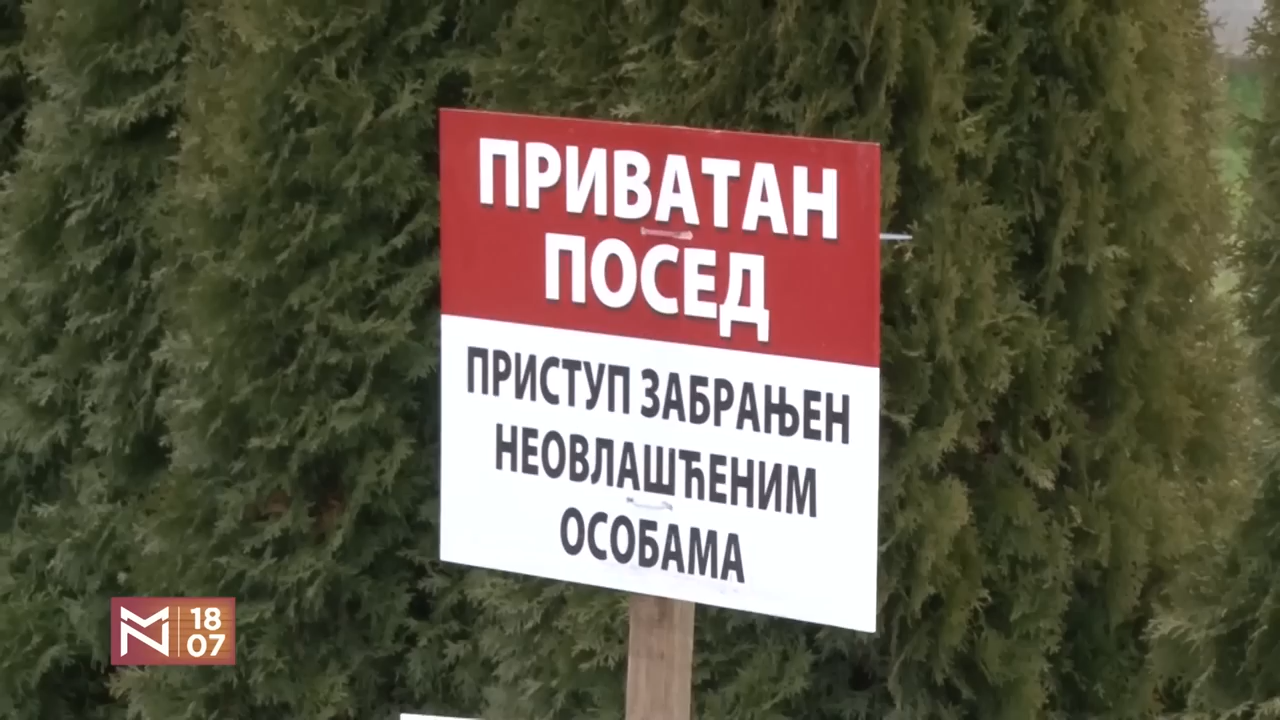 ПРИВАТАН
ПОСЕД
ПРИСТУП ЗАБРАЊЕН
НЕОВЛАШЋЕНИМ
ОСОБАМА
18
07